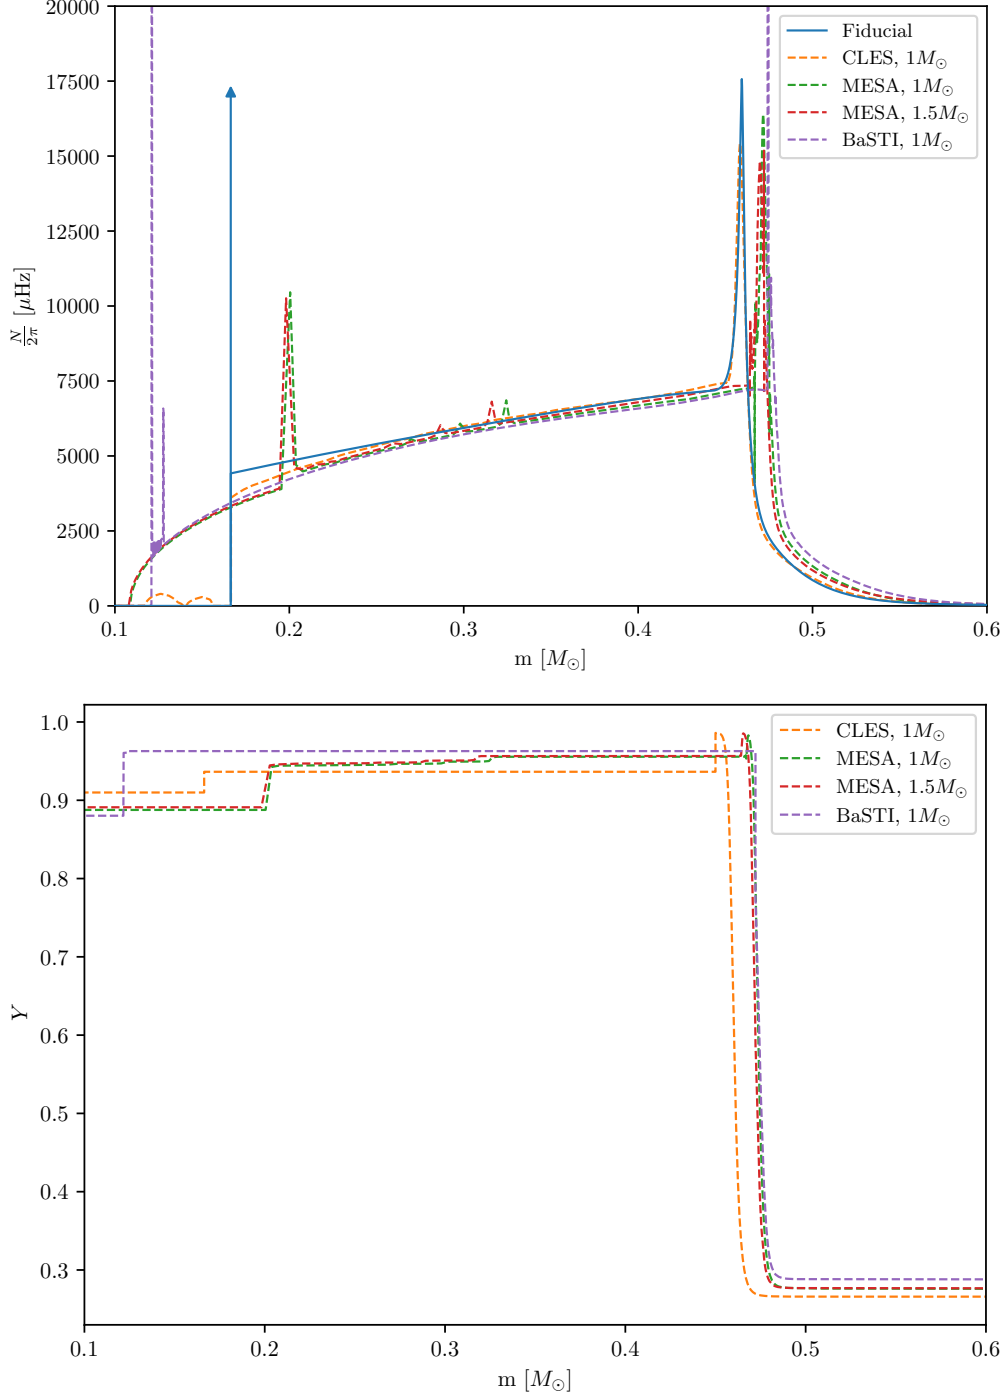 20000
17500
15000
12500
10000
7500
5000
2500
0
N/2π [μHz]
Fiducial
CLES, 1M⊙
MESA, 1M⊙
MESA, 1.5M⊙
BaSTI, 1M⊙
0.1 0.2 0.3 0.4 0.5 0.6
m [M⊙]
1.0
0.9
0.8
0.7
0.6
0.5
0.4
0.3
Y
CLES, 1M⊙
MESA, 1M⊙
MESA, 1.5M⊙
BaSTI, 1M⊙
0.1 0.2 0.3 0.4 0.5 0.6
m [M⊙]